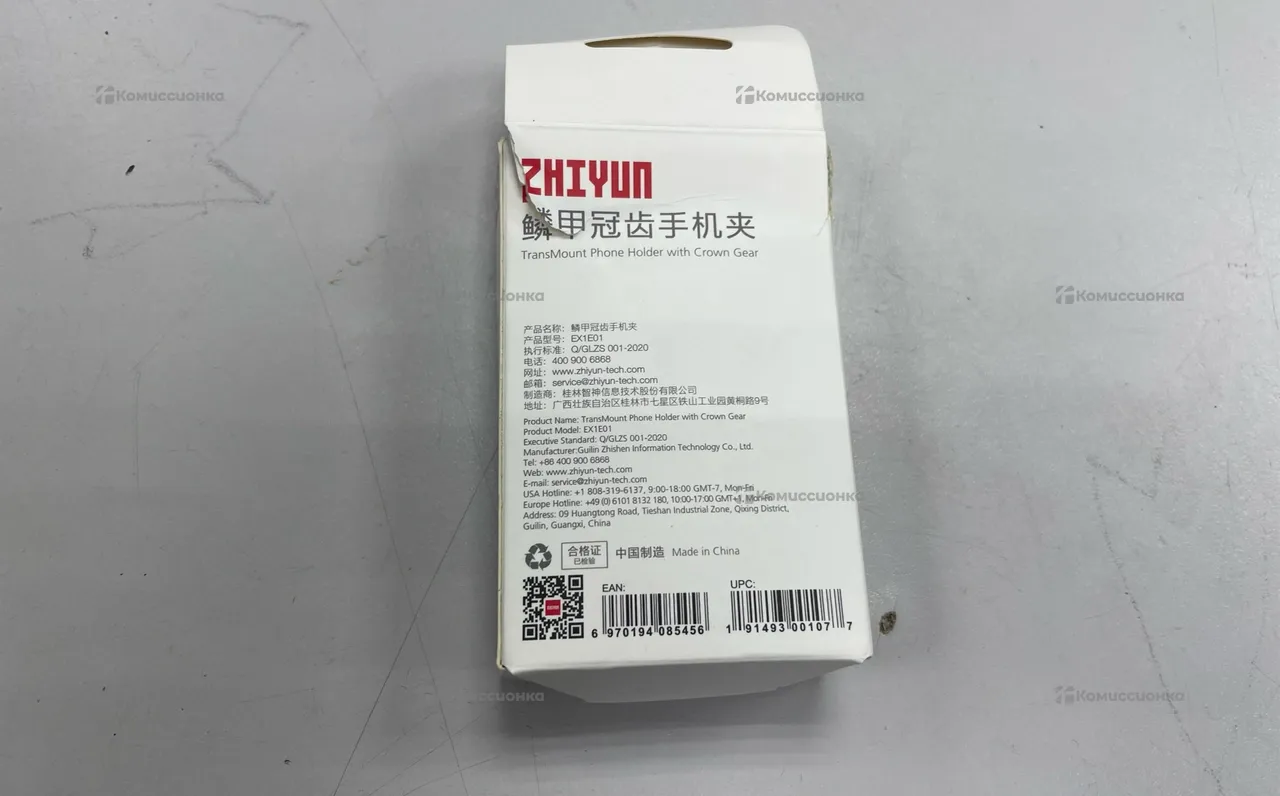 Комиссионка
Комиссионка
ZHIYUN
鳞甲冠齿手机夹
TransMount Phone Holder with Crown Gear
Комиссионка
产品名称：鳞甲冠齿手机夹
产品型号：EX1E01
执行标准：Q/GLZS 001-2020
电话：400 900 6868
网址：www.zhiyun-tech.com
邮箱：service@zhiyun-tech.com
制造商：桂林智神信息技术股份有限公司
地址：广西壮族自治区桂林市七星区铁山工业园黄桐路9号
Product Name: TransMount Phone Holder with Crown Gear
Product Model: EX1E01
Executive Standard: Q/GLZS 001-2020
Manufacturer:Guilin Zhishen Information Technology Co., Ltd.
Tel: +86 400 900 6868
Web: www.zhiyun-tech.com
E-mail: service@zhiyun-tech.com
USA Hotline: +1 808-319-6137, 9:00-18:00 GMT-7, Mon-Fri
Europe Hotline: +49 (0) 6101 8132 180, 10:00-17:00 GMT+1, Mon-Fri
Комиссионка
Address: 09 Huangtong Road, Tieshan Industrial Zone, Qixing District,
Guilin, Guangxi, China
合格证
已检验
中国制造 Made in China
EAN:
UPC:
6 970194 085456
1 91493 00107 7
Комиссионка